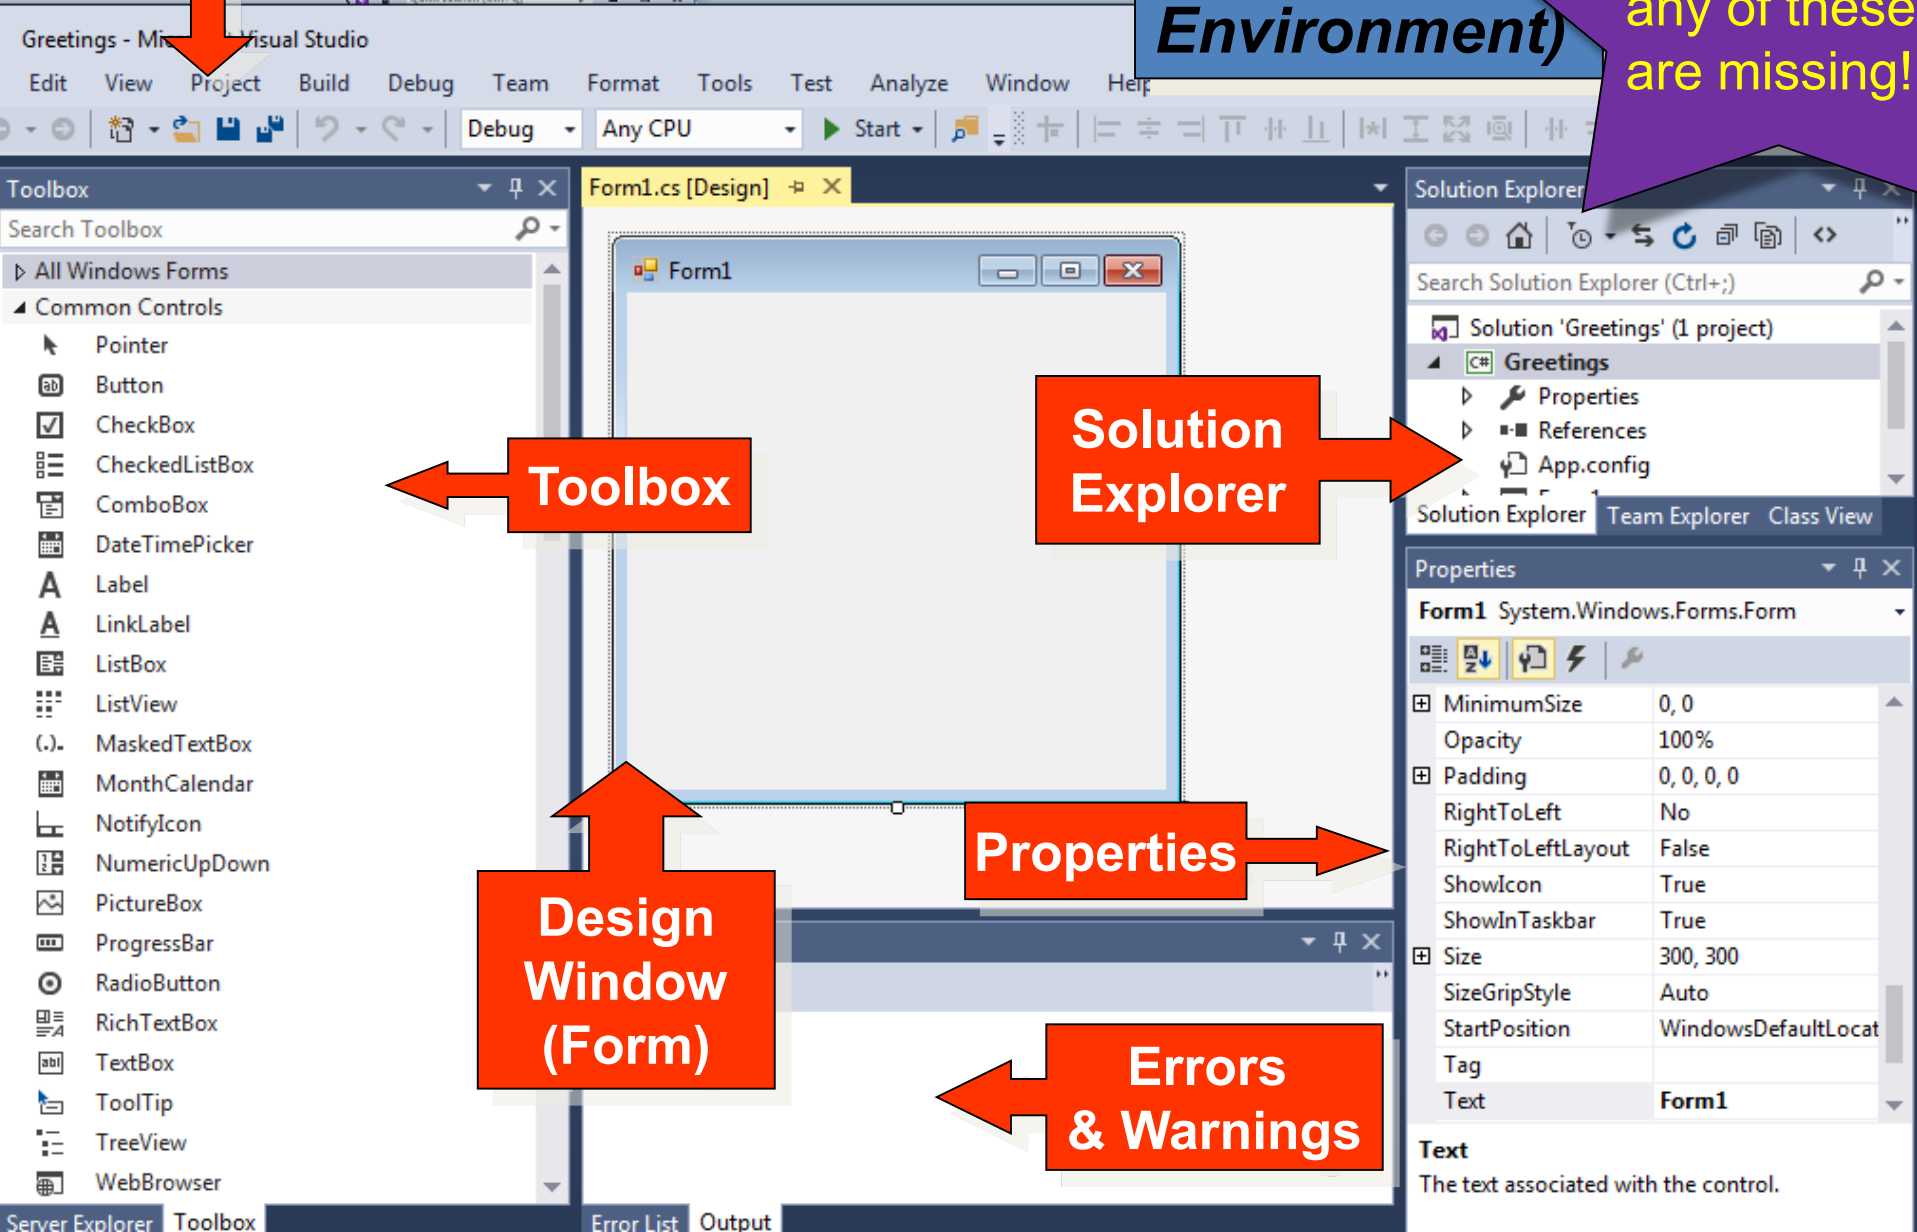 Environment)
any of these
are missing!
Greetings - Microsoft Visual Studio
Edit View Project Build Debug Team Format Tools Test Analyze Window Help
Debug Any CPU Start
Toolbox
Search Toolbox
All Windows Forms
Common Controls
Pointer
Button
CheckBox
CheckedListBox
ComboBox
DateTimePicker
Label
LinkLabel
ListBox
ListView
MaskedTextBox
MonthCalendar
NotifyIcon
NumericUpDown
PictureBox
ProgressBar
RadioButton
RichTextBox
TextBox
ToolTip
TreeView
WebBrowser
Server Explorer Toolbox
Form1.cs [Design]
Form1
Toolbox
Solution
Explorer
Properties
Design
Window
(Form)
Errors
& Warnings
Error List Output
Solution Explorer
Search Solution Explorer (Ctrl+;)
Solution 'Greetings' (1 project)
C# Greetings
Properties
References
App.config
Solution Explorer Team Explorer Class View
Properties
Form1 System.Windows.Forms.Form
MinimumSize 0, 0
Opacity 100%
Padding 0, 0, 0, 0
RightToLeft No
RightToLeftLayout False
ShowIcon True
ShowInTaskbar True
Size 300, 300
SizeGripStyle Auto
StartPosition WindowsDefaultLocat
Tag
Text Form1
Text
The text associated with the control.